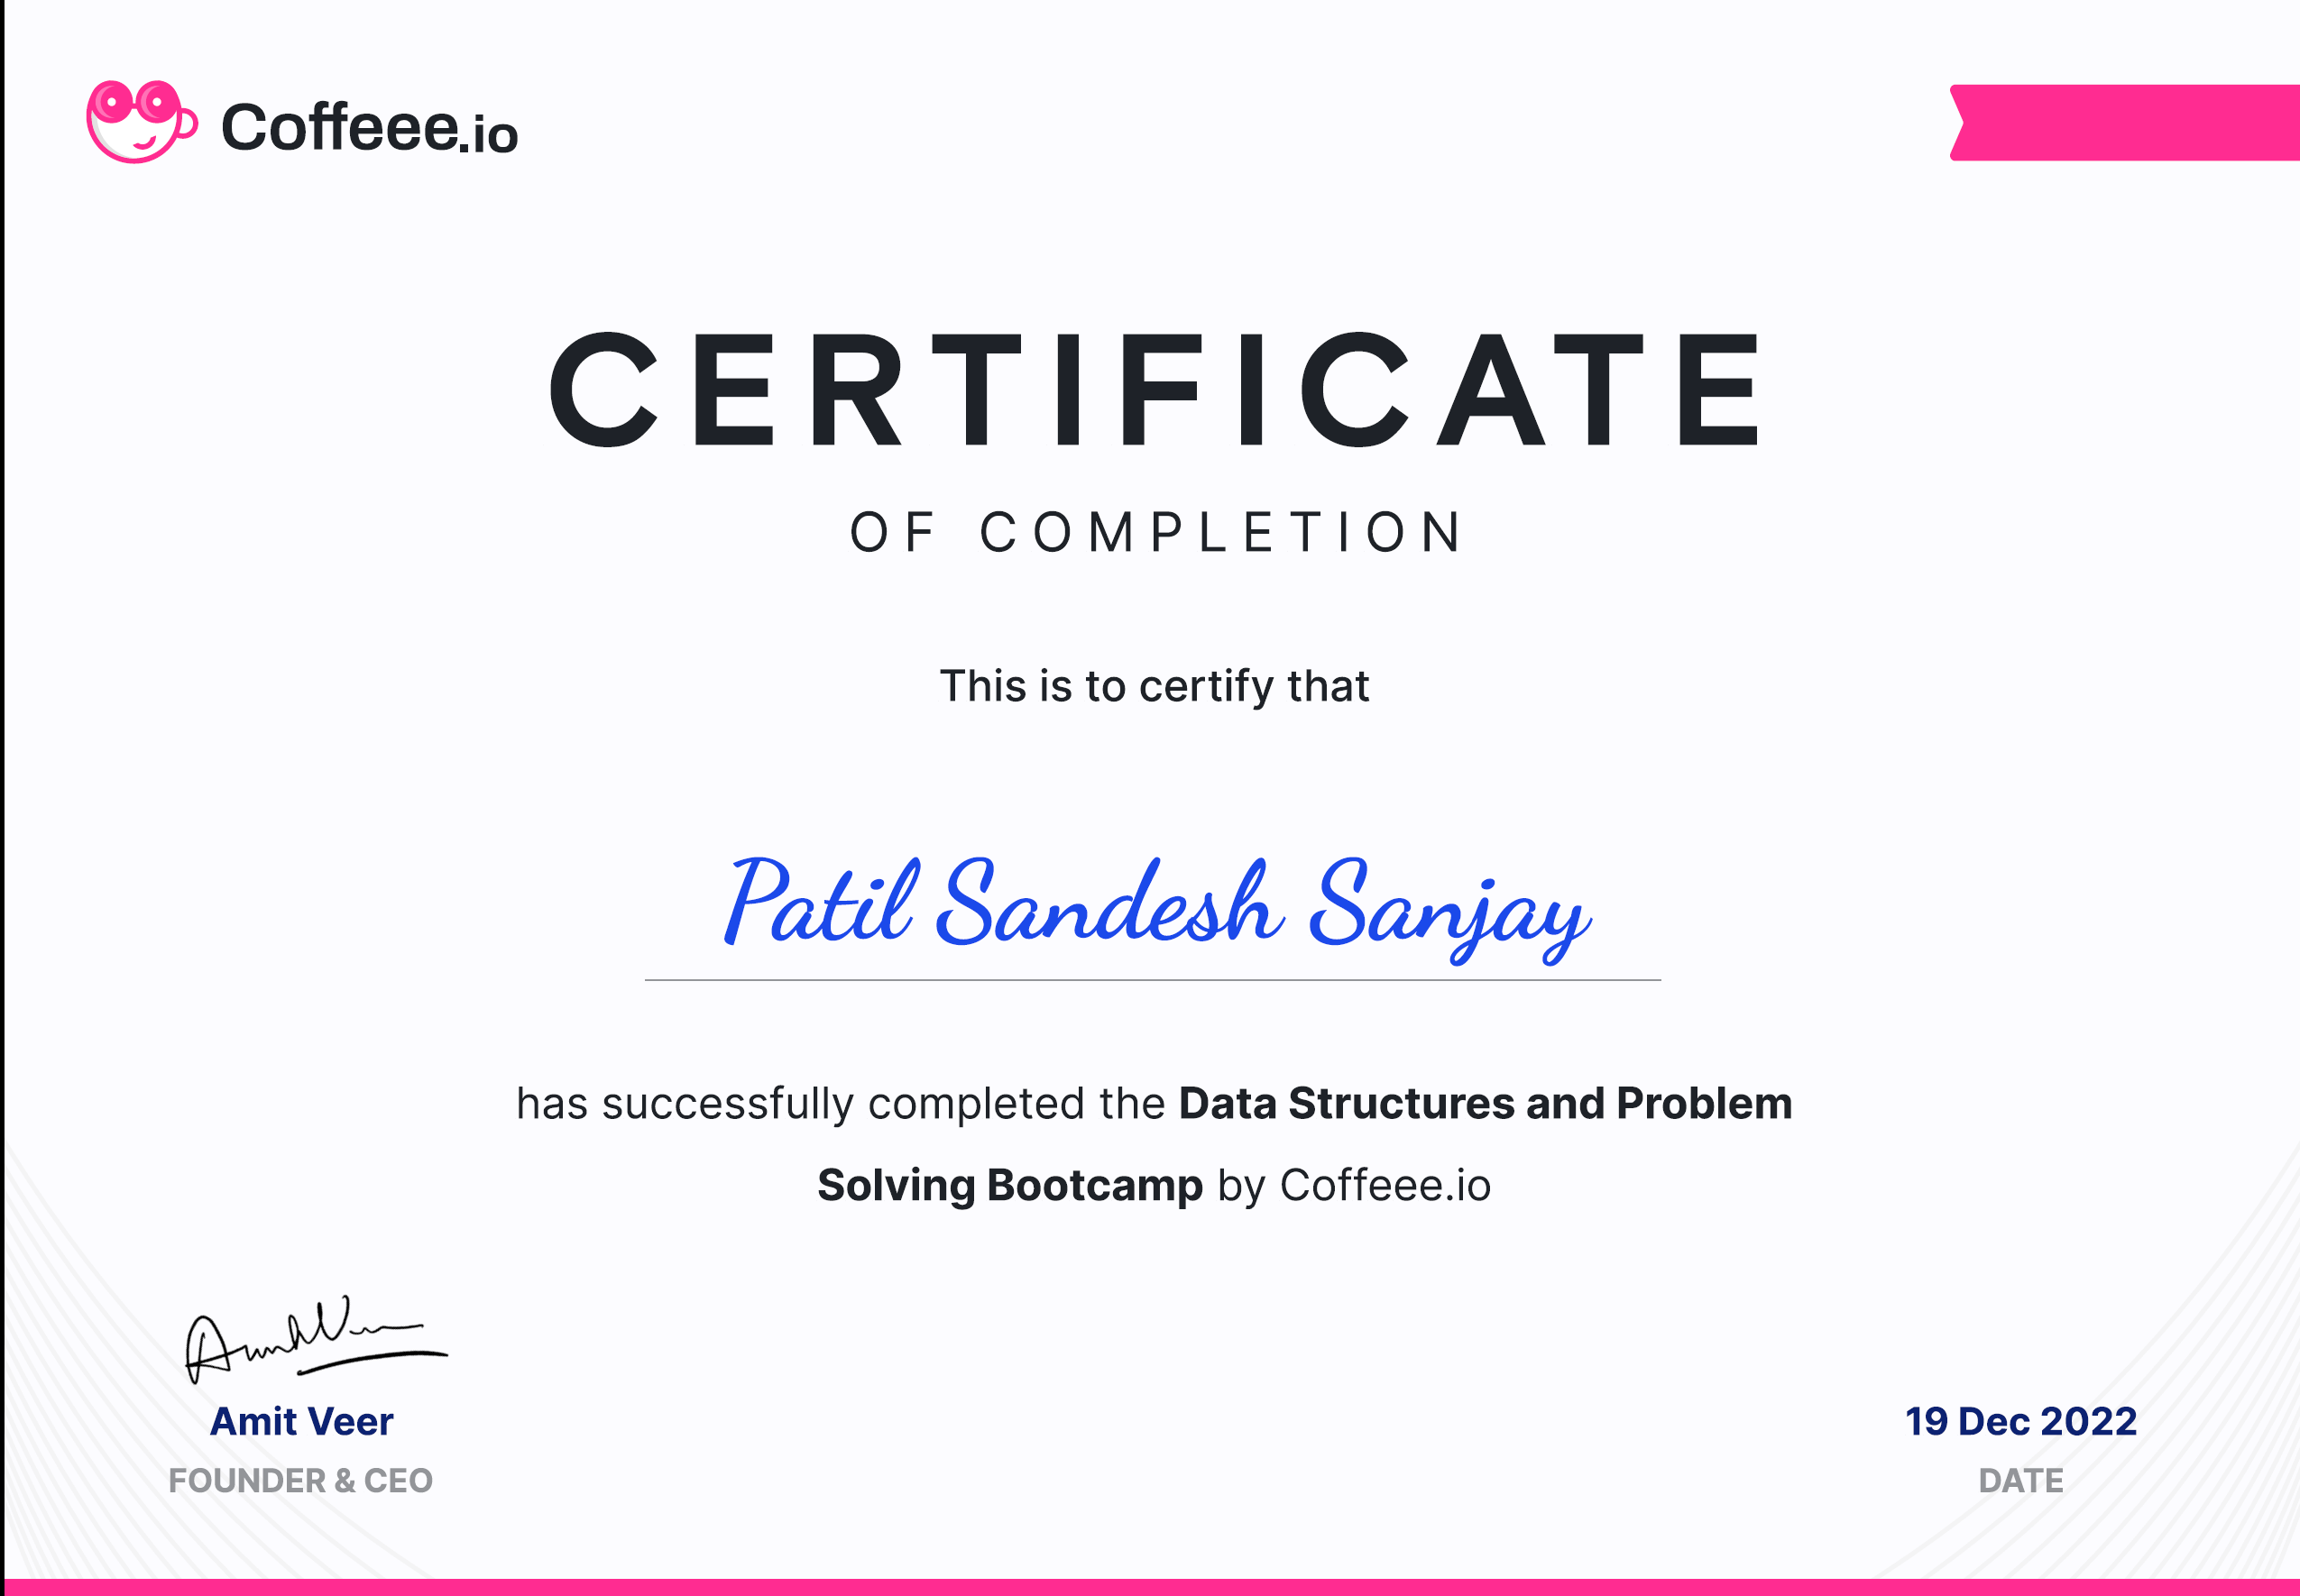 Coffeee.io
CERTIFICATE
OF COMPLETION
This is to certify that
Patil Sandesh Sanjay
has successfully completed the Data Structures and Problem
Solving Bootcamp by Coffeee.io
Amit Veer
FOUNDER & CEO
19 Dec 2022
DATE